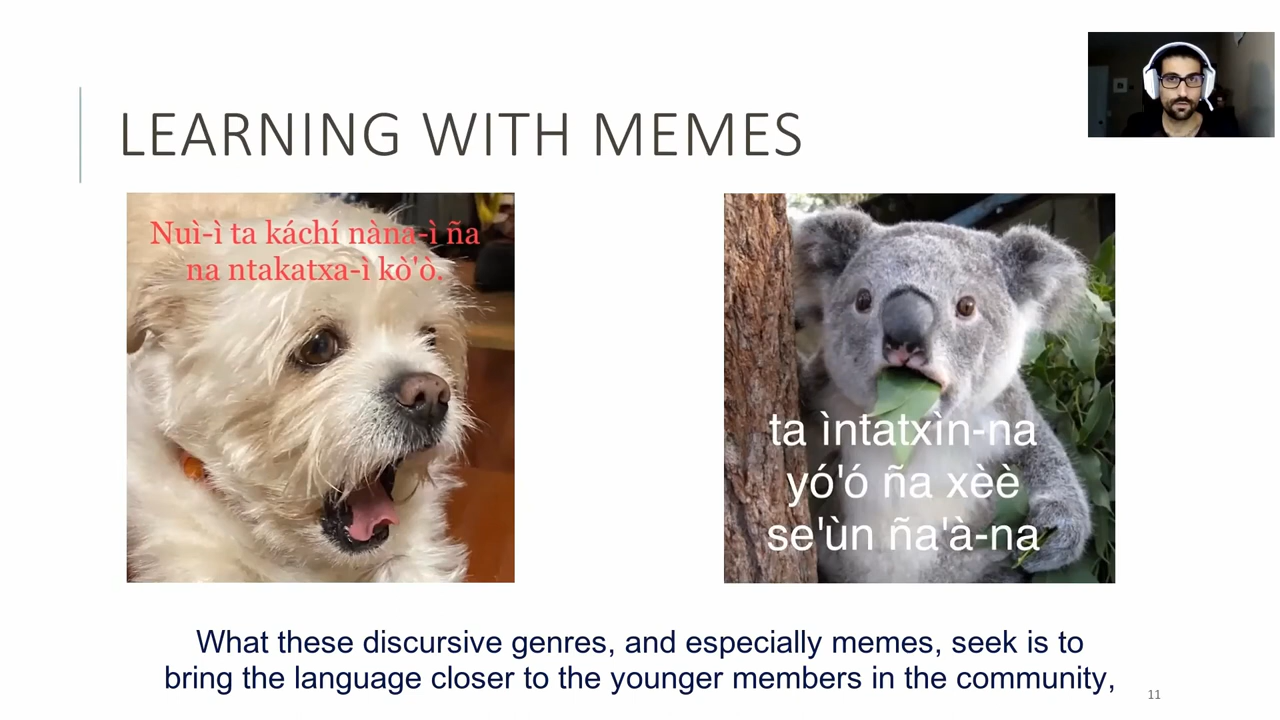 LEARNING WITH MEMES
Nuì-ì ta káchí nàna-ì ña
na ntakatxa-ì kò'ò.
ta ìntatxìn-na
yó'ó ña xèè
se'ùn ña'à-na
What these discursive genres, and especially memes, seek is to
bring the language closer to the younger members in the community,
11